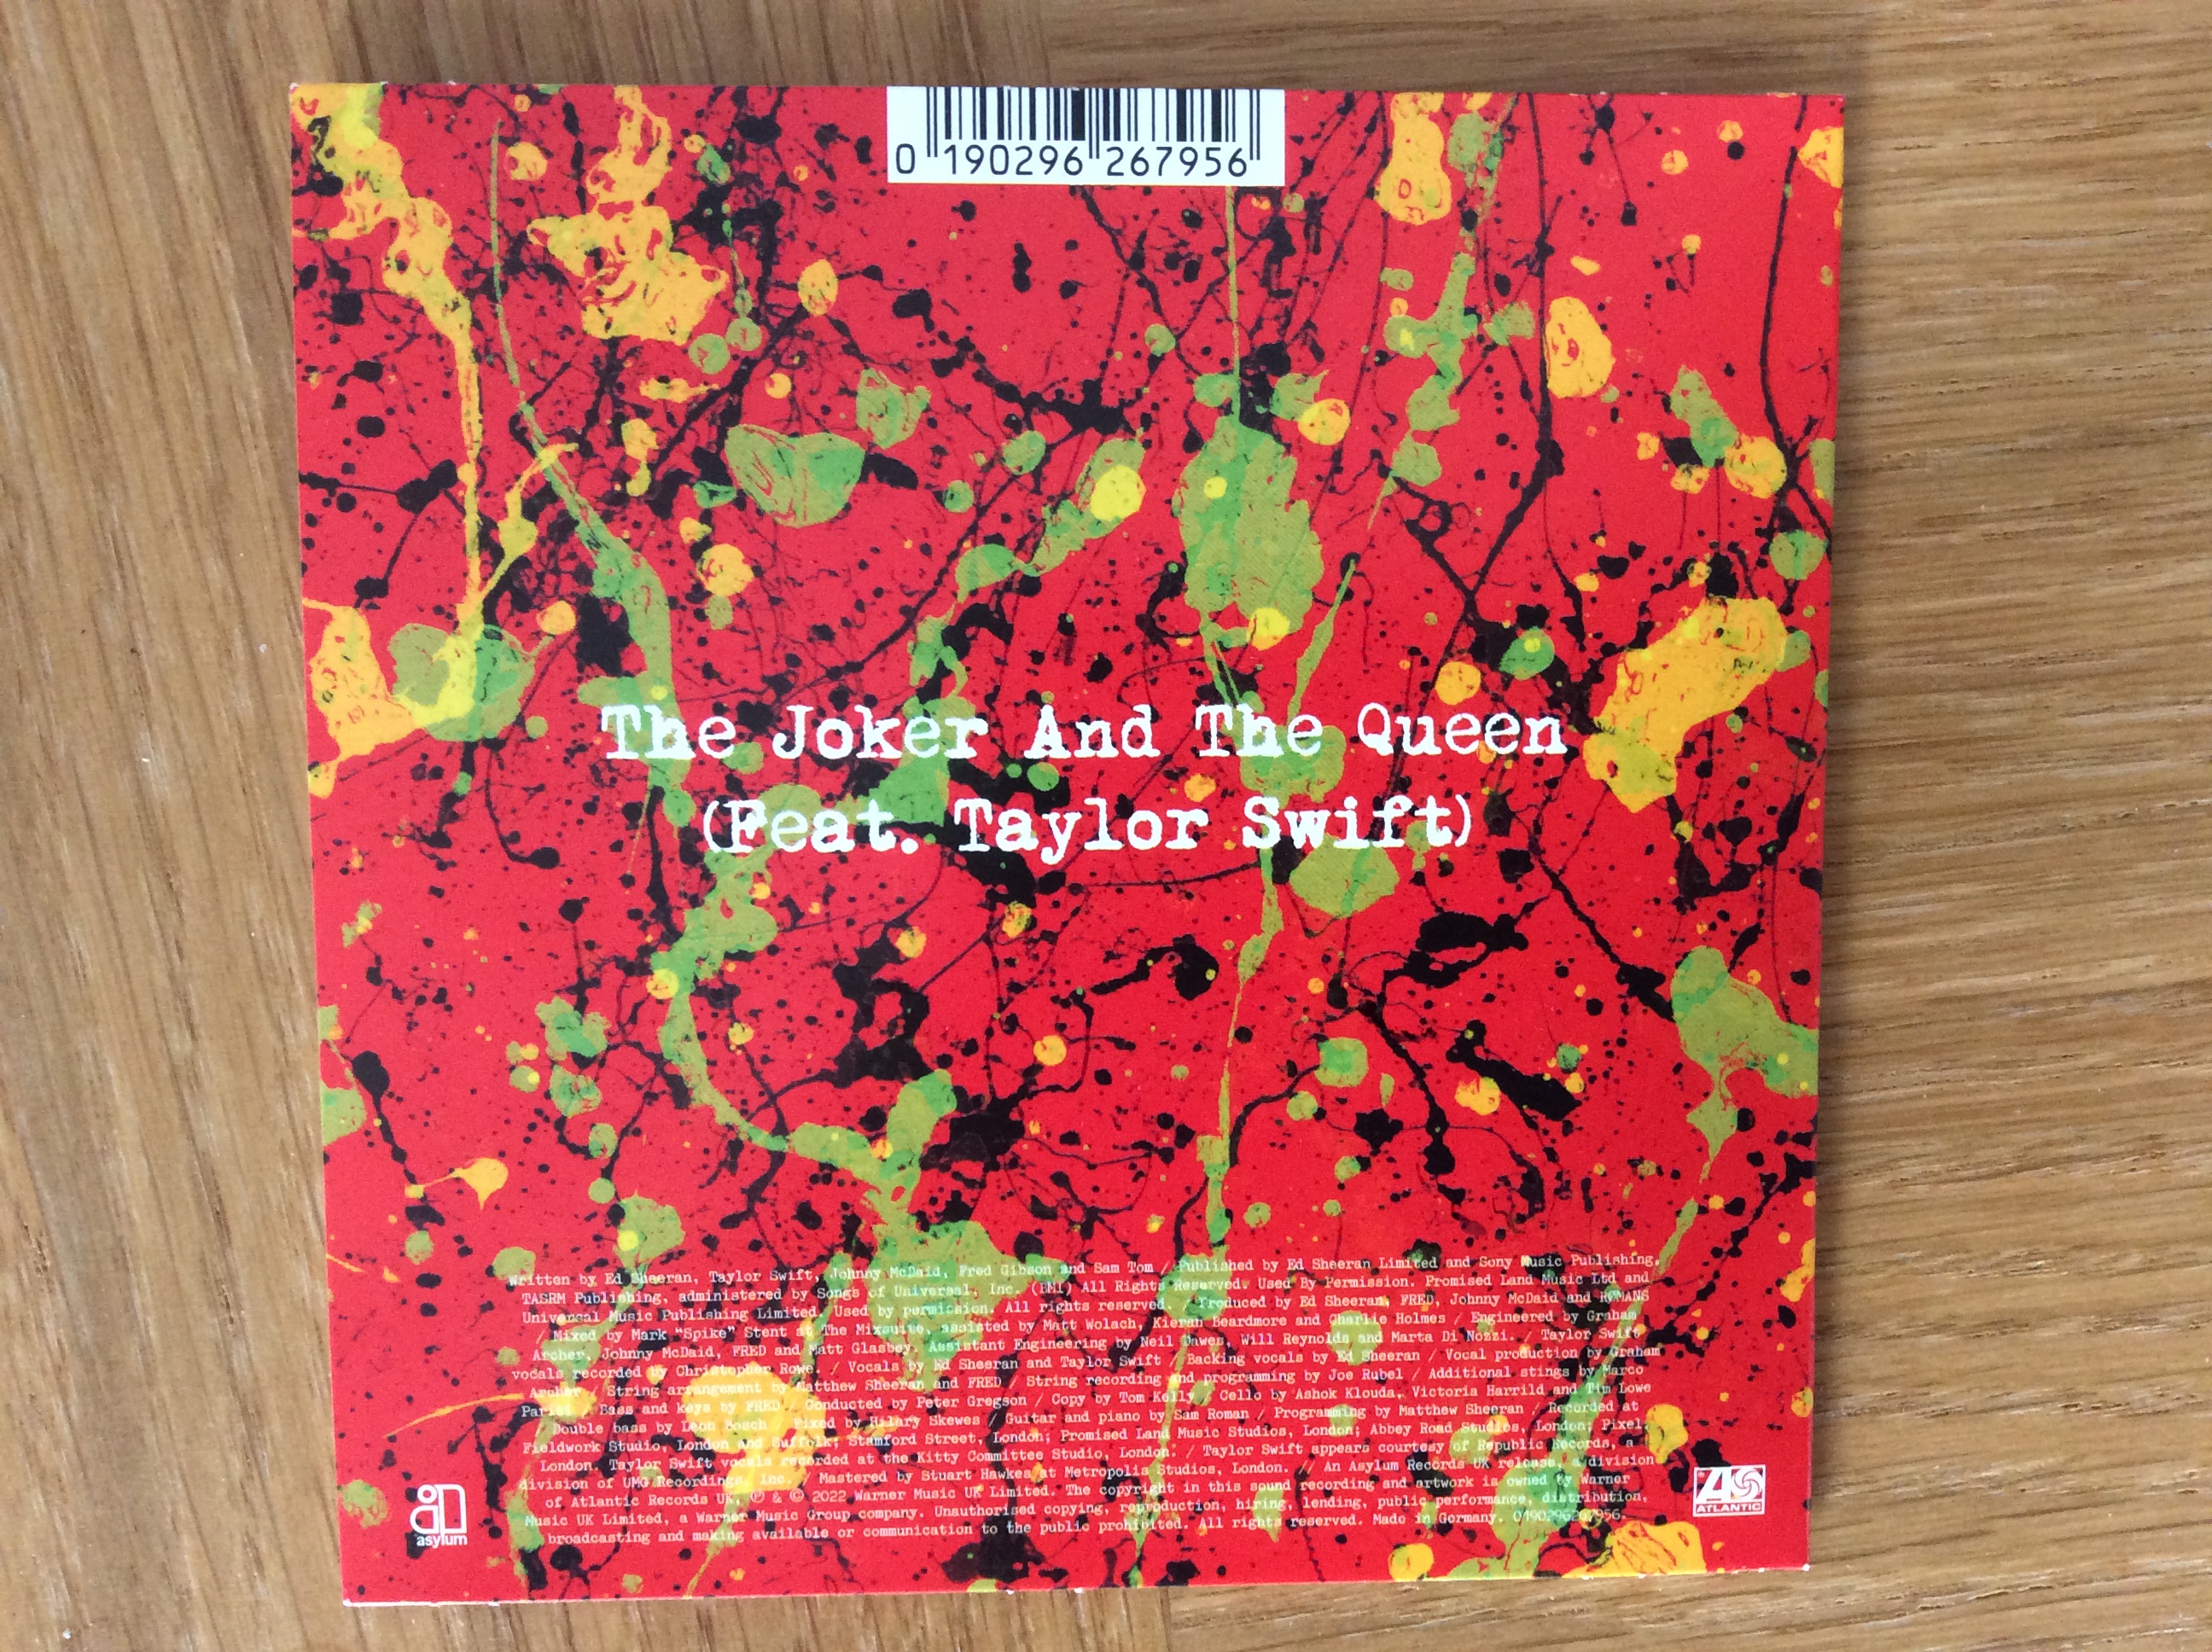 0 190296 267956
The Joker And The Queen
(Feat. Taylor Swift)
Written by Ed Sheeran, Taylor Swift, Johnny McDaid, Fred Gibson and Sam Tom / Published by Ed Sheeran Limited and Sony Music Publishing.
TASRM Publishing, administered by Songs of Universal, Inc. (BMI) All Rights Reserved. Used By Permission. Promised Land Music Ltd and
Universal Music Publishing Limited. Used by permission. All rights reserved. / Produced by Ed Sheeran, FRED, Johnny McDaid and RØMANS
/ Mixed by Mark “Spike” Stent at The Mixsuite, assisted by Matt Wolach, Kieran Beardmore and Charlie Holmes / Engineered by Graham
Archer, Johnny McDaid, FRED and Matt Glasbey. Assistant Engineering by Neil Dawes, Will Reynolds and Marta Di Nozzi. / Taylor Swift
vocals recorded by Christopher Rowe. / Vocals by Ed Sheeran and Taylor Swift / Backing vocals by Ed Sheeran / Vocal production by Graham
Archer / String arrangement by Matthew Sheeran and FRED / String recording and programming by Joe Rubel / Additional stings by Marco
Parisi / Bass and keys by FRED / Conducted by Peter Gregson / Copy by Tom Kelly / Cello by Ashok Klouda, Victoria Harrild and Tim Lowe
Double bass by Leon Bosch / Fixed by Hilary Skewes / Guitar and piano by Sam Roman / Programming by Matthew Sheeran / Recorded at
Fieldwork Studio, London and Suffolk; Stamford Street, London; Promised Land Music Studios, London; Abbey Road Studios, London; Pixel,
London. Taylor Swift vocals recorded at the Kitty Committee Studio, London. / Taylor Swift appears courtesy of Republic Records, a
division of UMG Recordings, Inc. / Mastered by Stuart Hawkes at Metropolis Studios, London. / An Asylum Records UK release, a division
of Atlantic Records UK, ℗ & © 2022 Warner Music UK Limited. The copyright in this sound recording and artwork is owned by Warner
Music UK Limited, a Warner Music Group company. Unauthorised copying, reproduction, hiring, lending, public performance, distribution,
broadcasting and making available or communication to the public prohibited. All rights reserved. Made in Germany. 0190296267956.
asylum
ATLANTIC